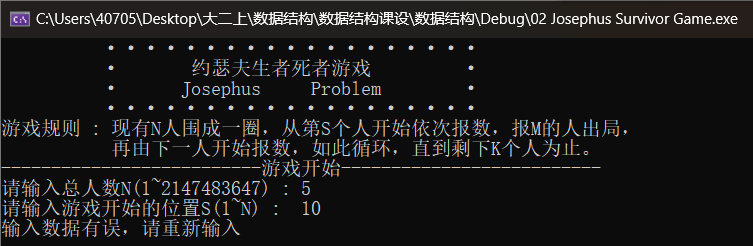 C:\Users\40705\Desktop\大二上\数据结构\数据结构课设\数据结构\Debug\02 Josephus Survivor Game.exe
约瑟夫生者死者游戏
Josephus Problem
游戏规则 : 现有N人围成一圈，从第S个人开始依次报数，报M的人出局，
再由下一人开始报数，如此循环，直到剩下K个人为止。
--------------------------游戏开始--------------------------
请输入总人数N(1~2147483647) : 5
请输入游戏开始的位置S(1~N) : 10
输入数据有误，请重新输入